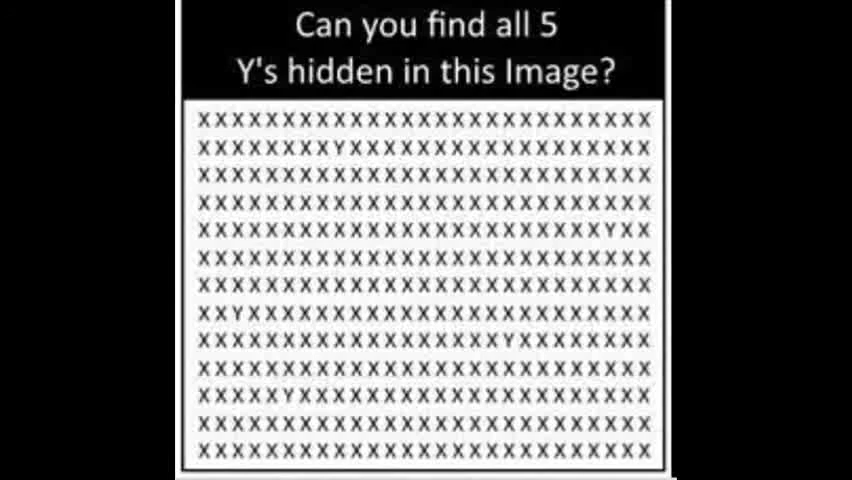 Can you find all 5
Y's hidden in this Image?
X X X X X X X X X X X X X X X X X X X X X X X X X X X
X X X X X X X X Y X X X X X X X X X X X X X X X X X X
X X X X X X X X X X X X X X X X X X X X X X X X X X X
X X X X X X X X X X X X X X X X X X X X X X X X X X X
X X X X X X X X X X X X X X X X X X X X X X X X Y X X
X X X X X X X X X X X X X X X X X X X X X X X X X X X
X X X X X X X X X X X X X X X X X X X X X X X X X X X
X X Y X X X X X X X X X X X X X X X X X X X X X X X X
X X X X X X X X X X X X X X X X X X Y X X X X X X X X
X X X X X X X X X X X X X X X X X X X X X X X X X X X
X X X X X Y X X X X X X X X X X X X X X X X X X X X X
X X X X X X X X X X X X X X X X X X X X X X X X X X X
X X X X X X X X X X X X X X X X X X X X X X X X X X X